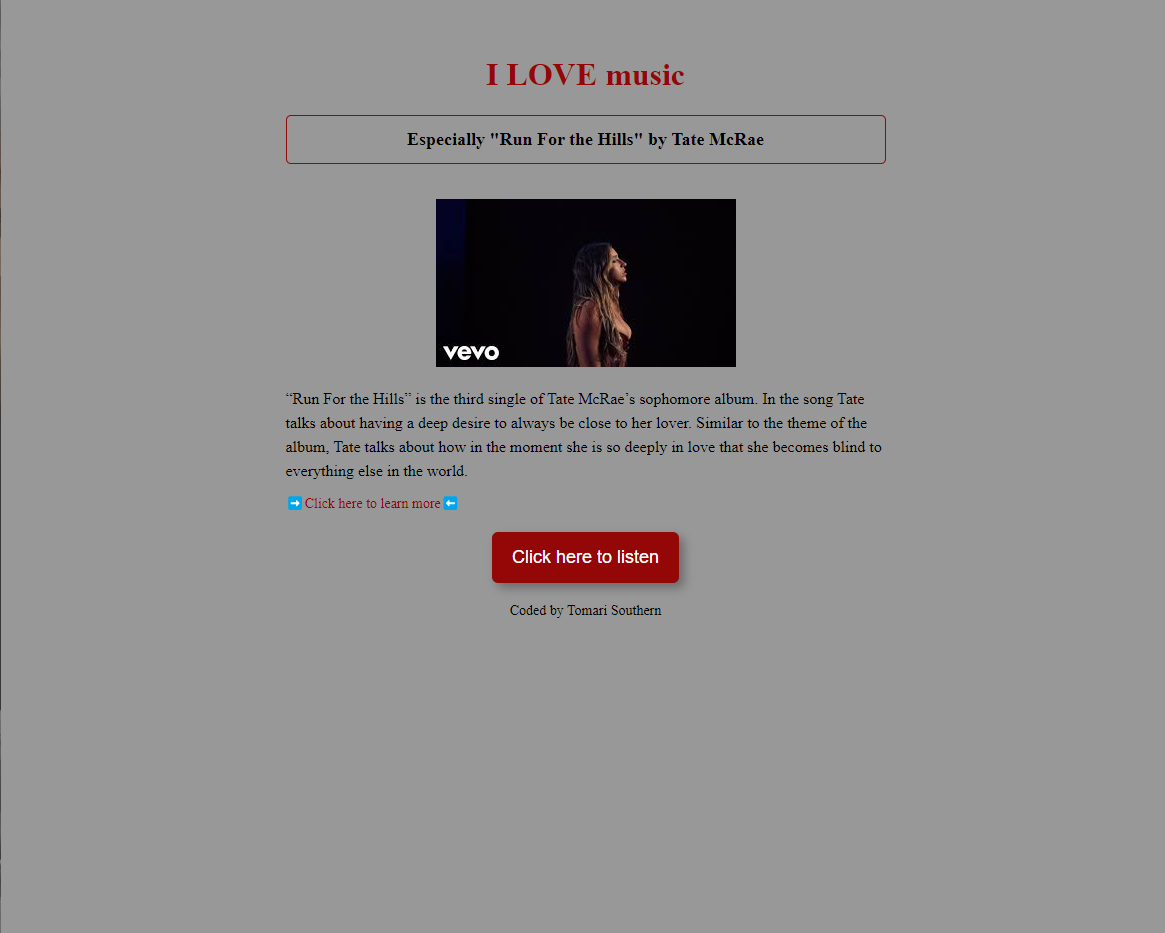 I LOVE music
Especially "Run For the Hills" by Tate McRae
vevo
“Run For the Hills” is the third single of Tate McRae’s sophomore album. In the song Tate
talks about having a deep desire to always be close to her lover. Similar to the theme of the
album, Tate talks about how in the moment she is so deeply in love that she becomes blind to
everything else in the world.
➡️Click here to learn more⬅️
Click here to listen
Coded by Tomari Southern